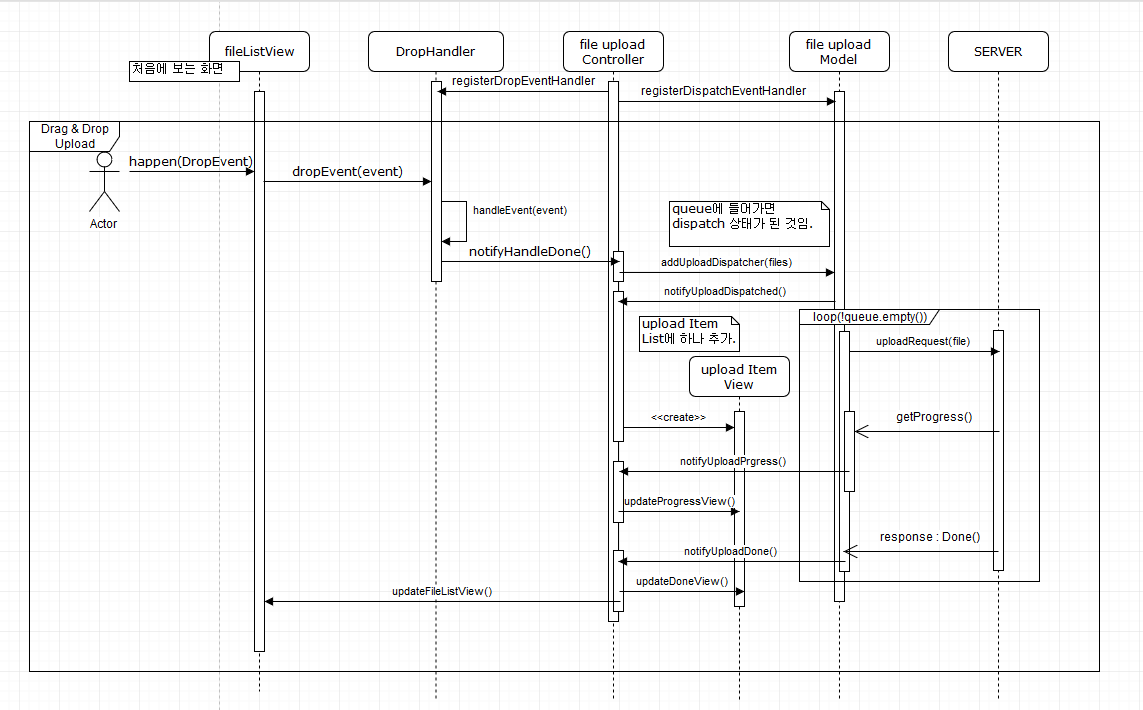 fileListView
DropHandler
file upload
Controller
file upload
Model
SERVER
처음에 보는 화면
registerDropEventHandler
registerDispatchEventHandler
Drag & Drop
Upload
happen(DropEvent)
Actor
dropEvent(event)
handleEvent(event)
queue에 들어가면
dispatch 상태가 된 것임.
notifyHandleDone()
addUploadDispatcher(files)
notifyUploadDispatched()
loop(!queue.empty())
upload Item
List에 하나 추가.
uploadRequest(file)
upload Item
View
<<create>>
getProgress()
notifyUploadPrgress()
updateProgressView()
response : Done()
notifyUploadDone()
updateDoneView()
updateFileListView()